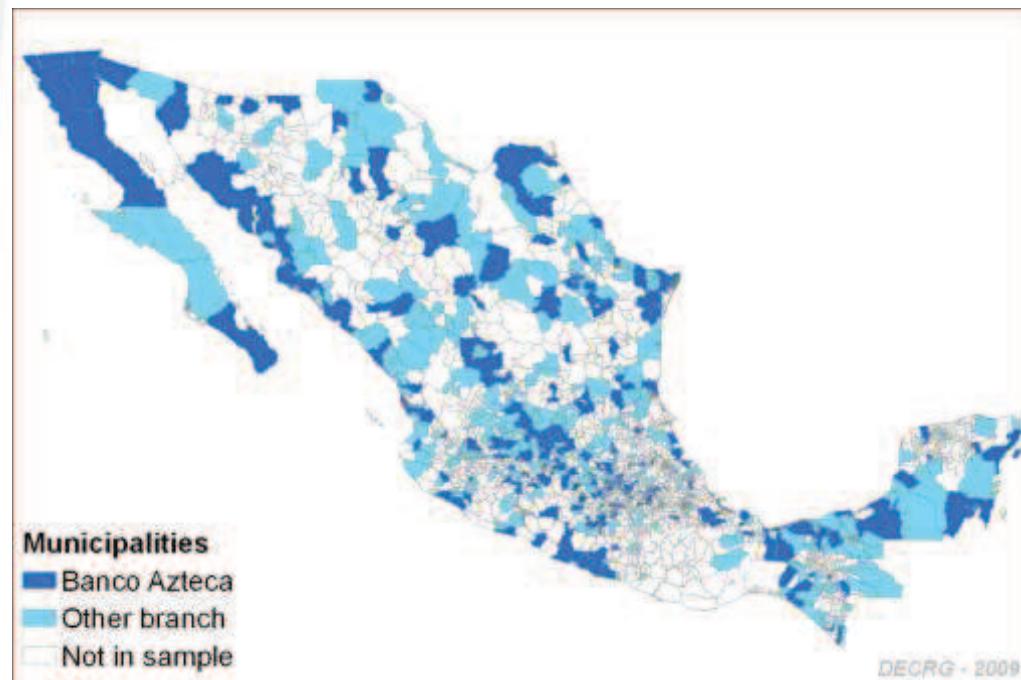 Municipalities
Banco Azteca
Other branch
Not in sample
DECRG - 2009